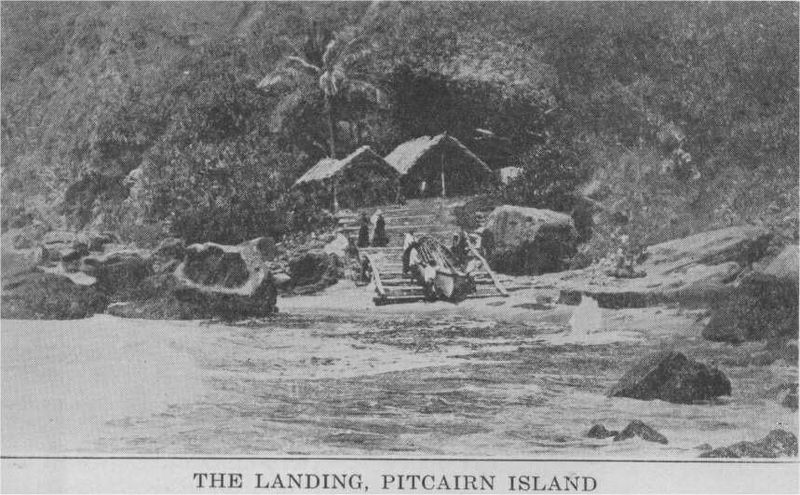 THE LANDING, PITCAIRN ISLAND